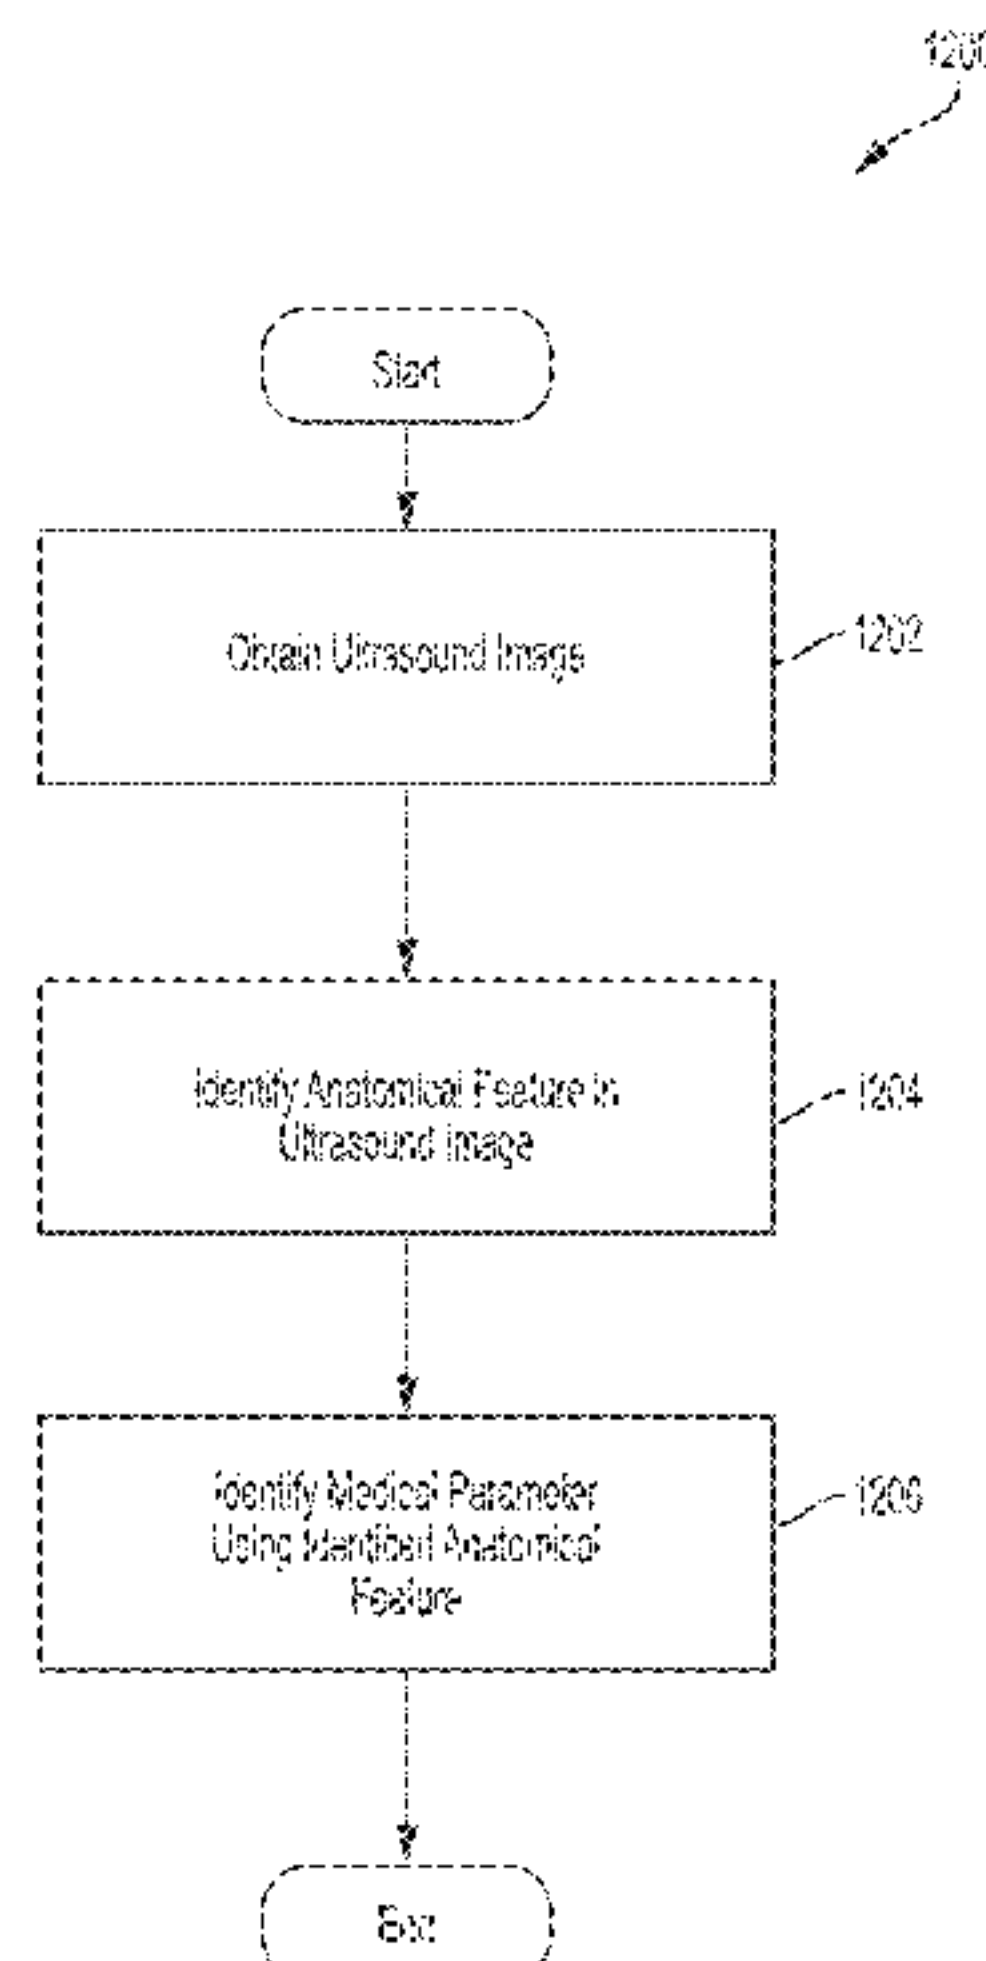 1200
Start
Obtain Ultrasound Image
1202
Identify Anatomical Feature in
Ultrasound Image
1204
Identify Medical Parameter
Using Identified Anatomical
Feature
1206